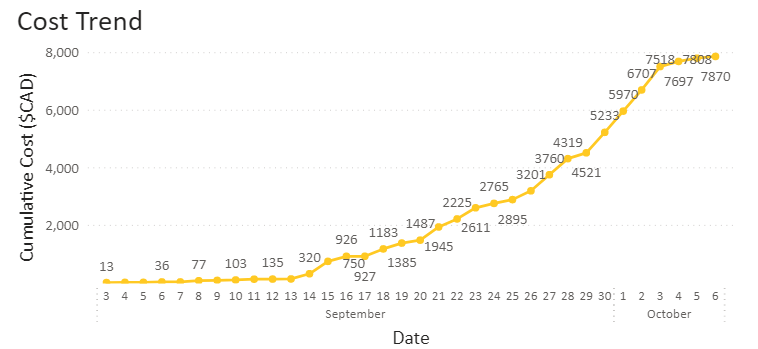 Cost Trend
8,000
6,000
4,000
2,000
Cumulative Cost ($CAD)
13 36 77 103 135 320 750 926 927 1183 1385 1487 1945 2225 2611 2765 2895 3201 3760 4319 4521 5233 5970 6707 7518 7697 7808 7870
3 4 5 6 7 8 9 10 11 12 13 14 15 16 17 18 19 20 21 22 23 24 25 26 27 28 29 30 1 2 3 4 5 6
September October
Date